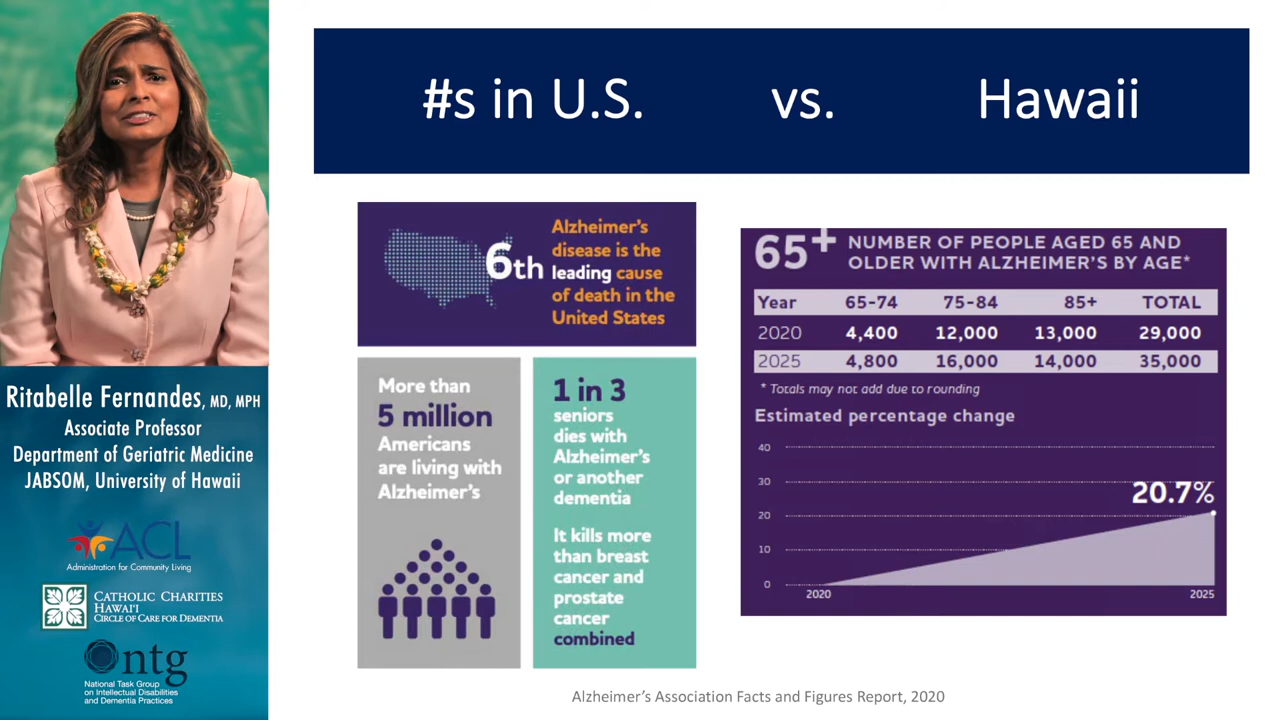 #s in U.S. vs. Hawaii
6th
Alzheimer's
disease is the
leading cause
of death in the
United States
More than
5 million
Americans
are living with
Alzheimer's
1 in 3
seniors
dies with
Alzheimer's
or another
dementia
It kills more
than breast
cancer and
prostate
cancer
combined
65+ NUMBER OF PEOPLE AGED 65 AND
OLDER WITH ALZHEIMER'S BY AGE*
Year 65-74 75-84 85+ TOTAL
2020 4,400 12,000 13,000 29,000
2025 4,800 16,000 14,000 35,000
* Totals may not add due to rounding
Estimated percentage change
40
30
20.7%
20
10
0
2020 2025
Alzheimer's Association Facts and Figures Report, 2020
Ritabelle Fernandes, MD, MPH
Associate Professor
Department of Geriatric Medicine
JABSOM, University of Hawaii
ACL
Administration for Community Living
CATHOLIC CHARITIES
HAWAI‘I
CIRCLE OF CARE FOR DEMENTIA
ntg
National Task Group
on Intellectual Disabilities
and Dementia Practices